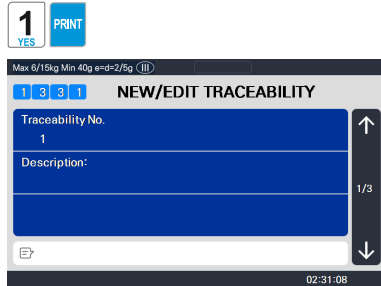 1
YES
PRINT
Max 6/15kg Min 40g e=d=2/5g (III)
1 3 3 1 NEW/EDIT TRACEABILITY
Traceability No.
1
Description:
1/3
02:31:08